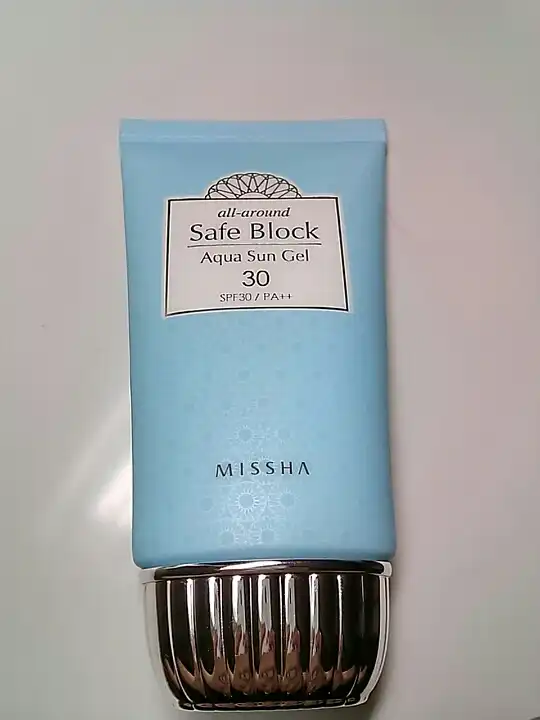 all-around
Safe Block
Aqua Sun Gel
30
SPF30 / PA++
MISSHA